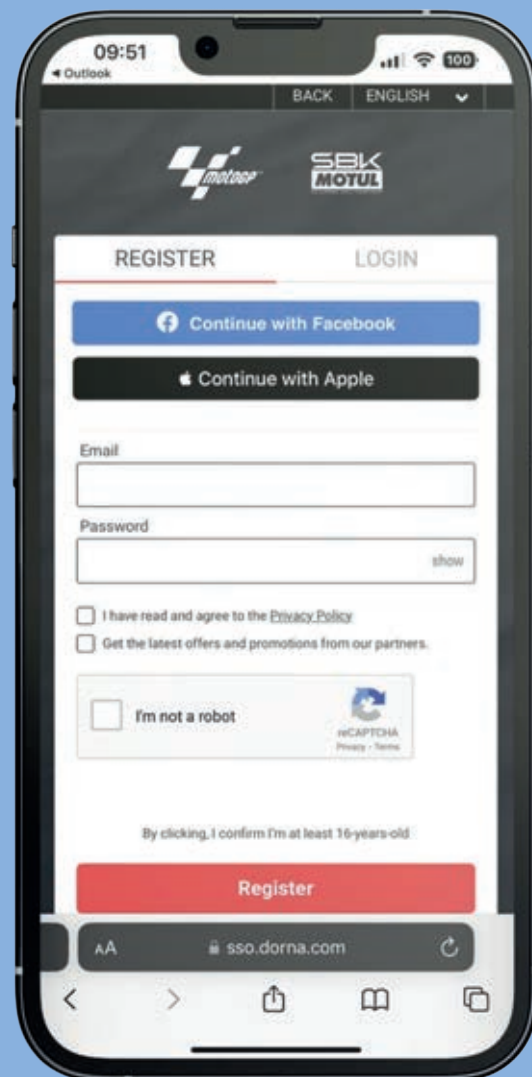 09:51
100
Outlook
BACK ENGLISH
motoGP
SBK
MOTUL
REGISTER LOGIN
Continue with Facebook
Continue with Apple
Email
Password
show
I have read and agree to the Privacy Policy
Get the latest offers and promotions from our partners.
I'm not a robot
reCAPTCHA
Privacy - Terms
By clicking, I confirm I'm at least 16-years-old
Register
AA sso.dorna.com